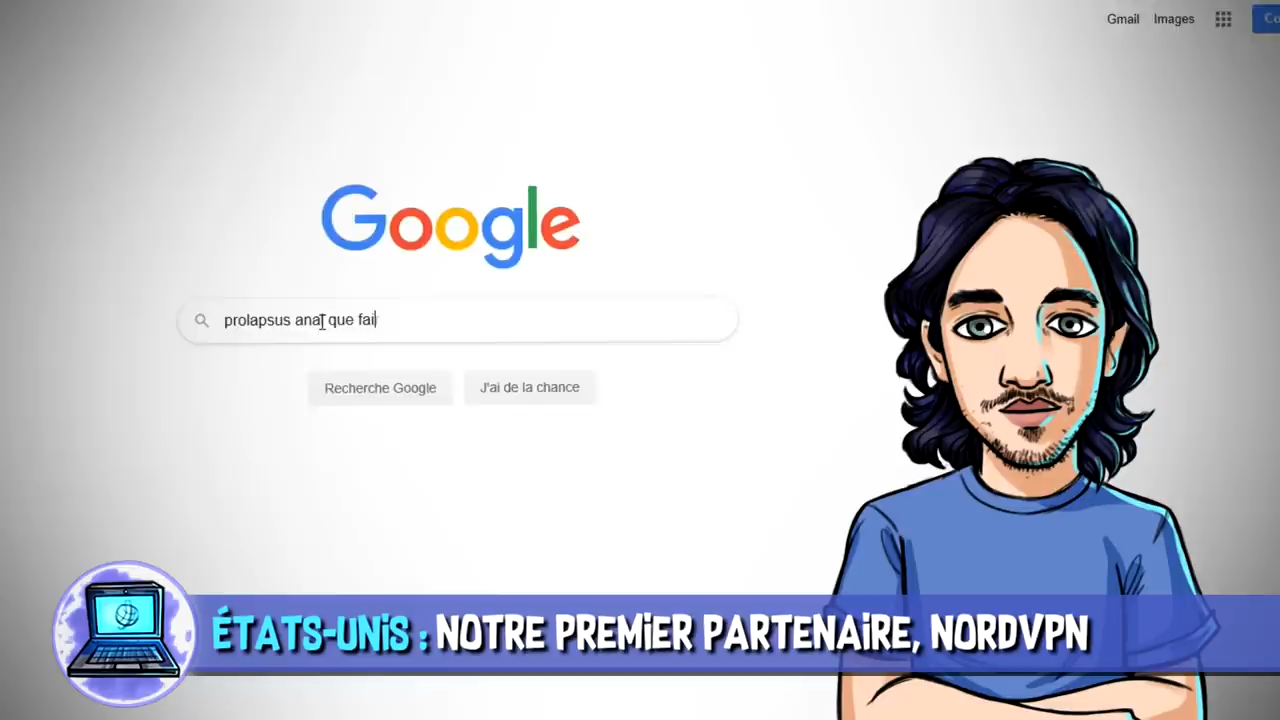 Gmail Images
Google
prolapsus anal que fai
Recherche Google J'ai de la chance
ÉTATS-UNIS : NOTRE PREMIER PARTENAIRE, NORDVPN